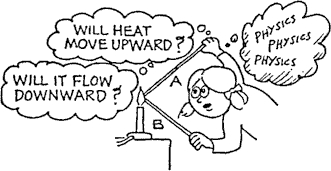 WILL HEAT
MOVE UPWARD?
WILL IT FLOW
DOWNWARD?
PHYSICS
PHYSICS
PHYSICS
A
B